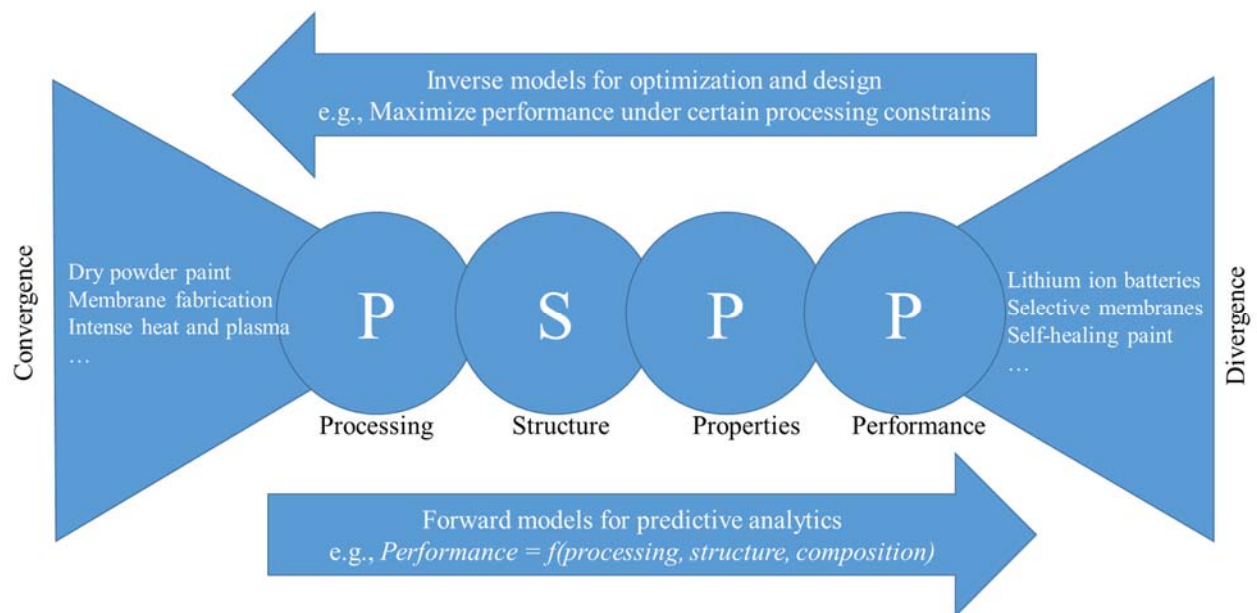 Inverse models for optimization and design
e.g., Maximize performance under certain processing constrains
Convergence
Dry powder paint
Membrane fabrication
Intense heat and plasma
…
P
S
P
P
Lithium ion batteries
Selective membranes
Self-healing paint
…
Divergence
Processing
Structure
Properties
Performance
Forward models for predictive analytics
e.g., Performance = f(processing, structure, composition)